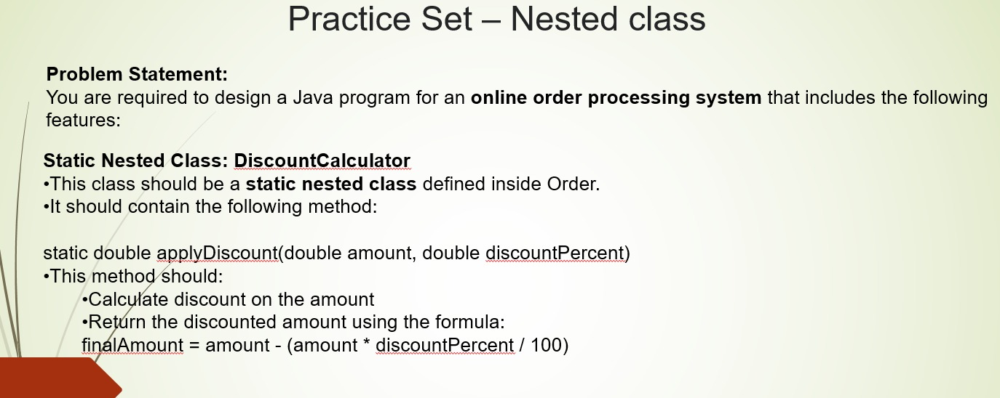 Practice Set – Nested class
Problem Statement:
You are required to design a Java program for an online order processing system that includes the following
features:
Static Nested Class: DiscountCalculator
•This class should be a static nested class defined inside Order.
•It should contain the following method:
static double applyDiscount(double amount, double discountPercent)
•This method should:
•Calculate discount on the amount
•Return the discounted amount using the formula:
finalAmount = amount - (amount * discountPercent / 100)